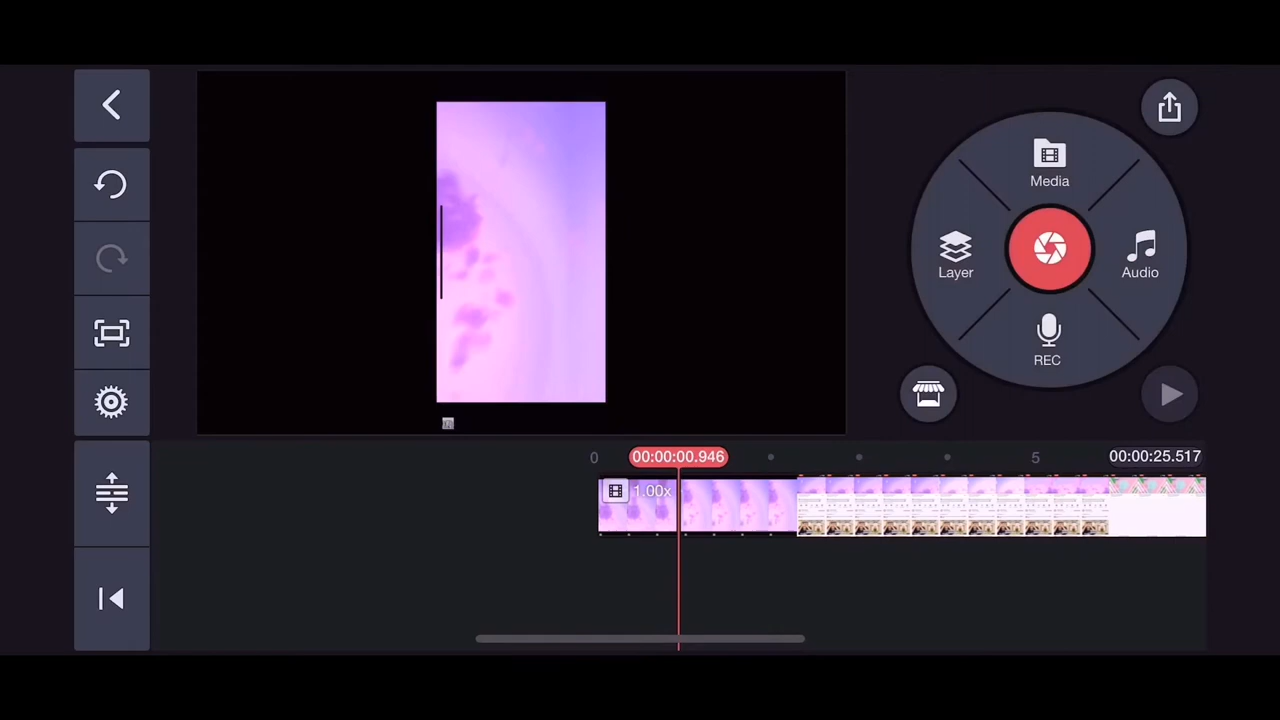 Media
Layer
Audio
REC
0
00:00:00.946
5
00:00:25.517
1.00x